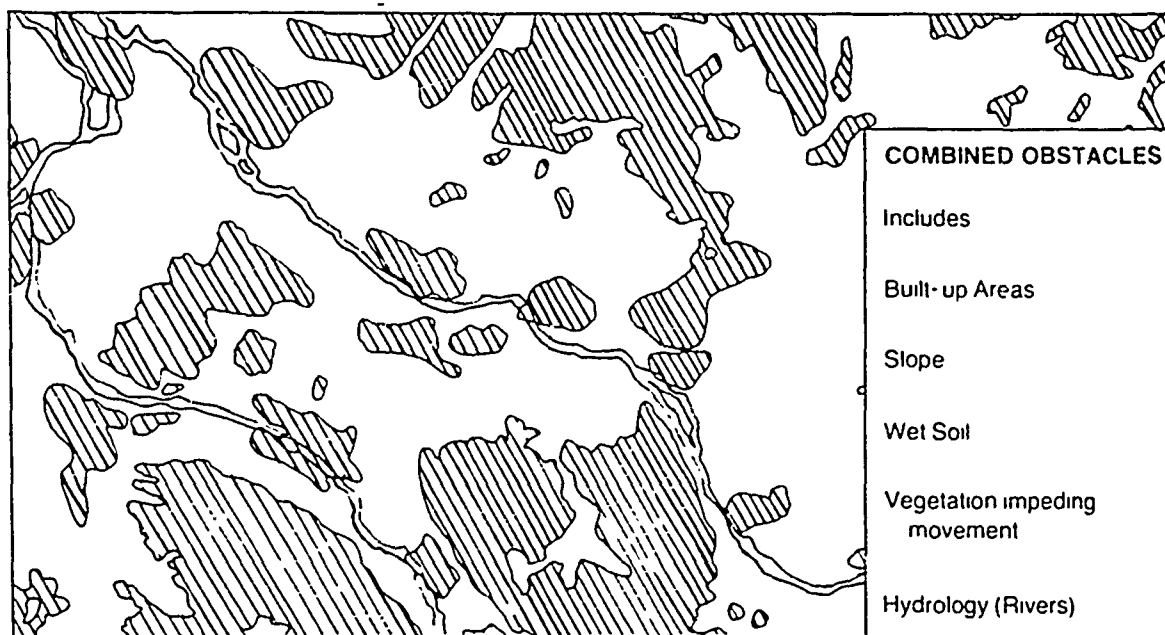 COMBINED OBSTACLES
Includes
Built-up Areas
Slope
Wet Soil
Vegetation impeding
movement
Hydrology (Rivers)